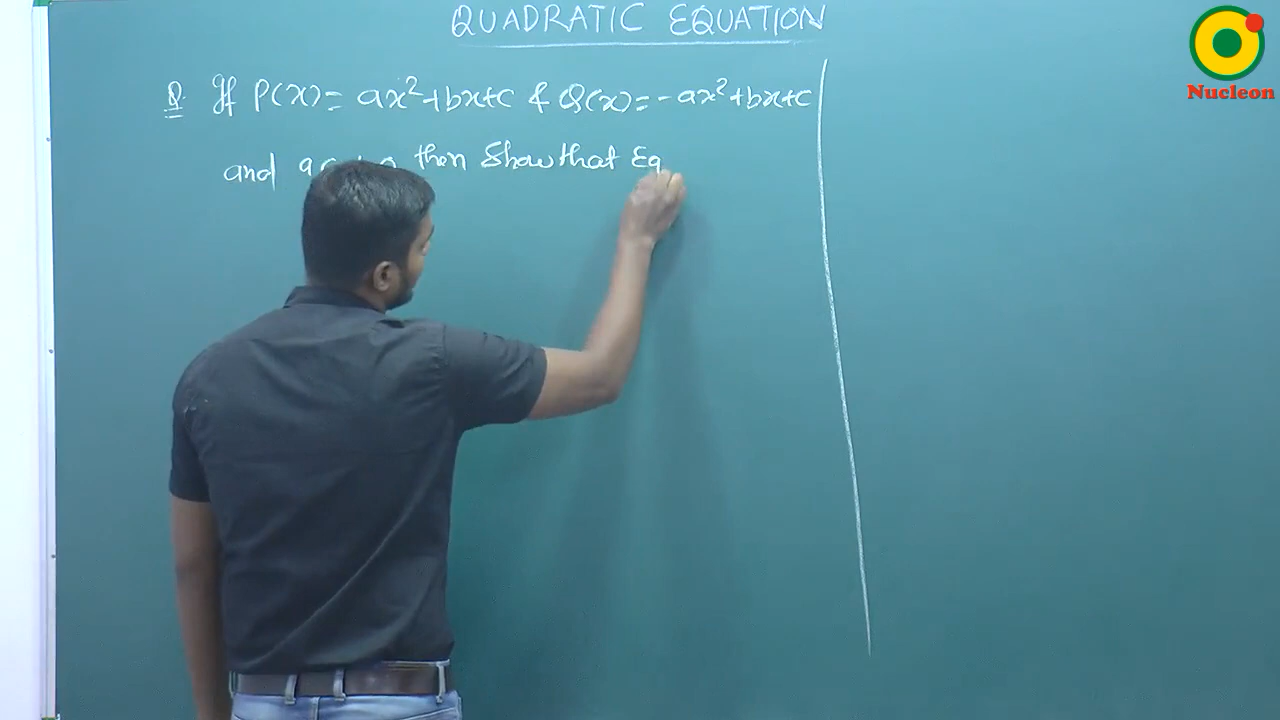 QUADRATIC EQUATION
Q. If P(x) = ax²+bx+c & Q(x) = -ax²+bx+c
and then Show that Eq
Nucleon